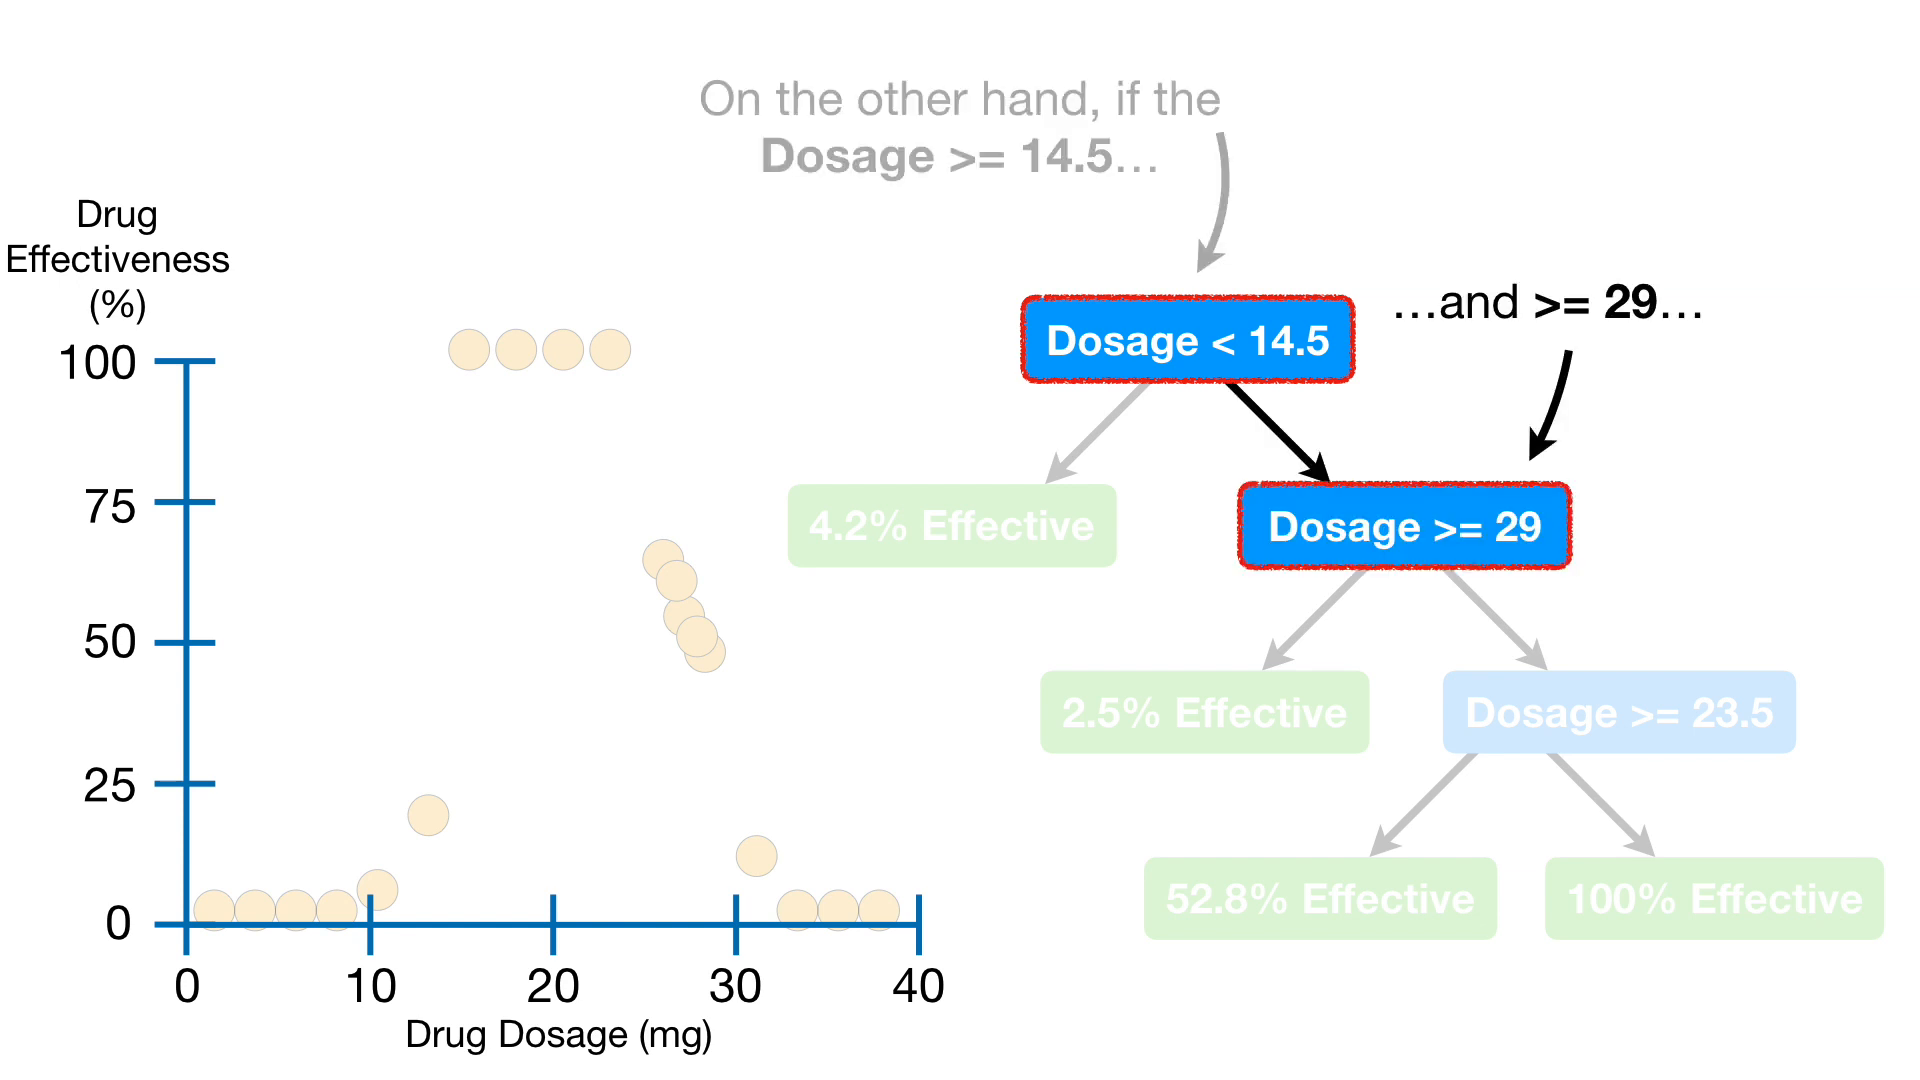 On the other hand, if the
Dosage >= 14.5…
Drug
Effectiveness
(%)
100
75
50
25
0
0 10 20 30 40
Drug Dosage (mg)
…and >= 29…
Dosage < 14.5
4.2% Effective
Dosage >= 29
2.5% Effective
Dosage >= 23.5
52.8% Effective
100% Effective